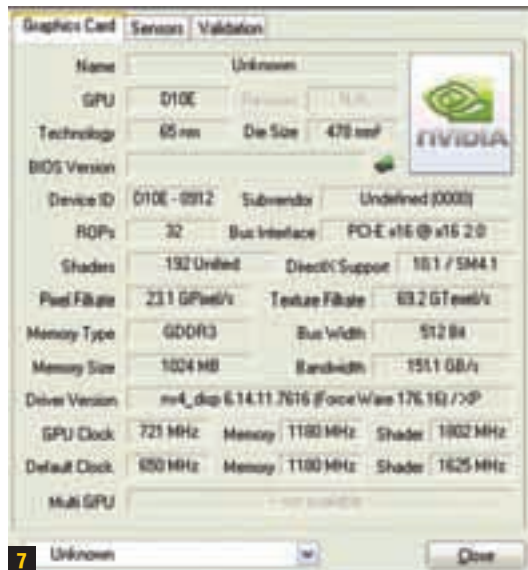 Graphics Card Sensors Validation
Name Unknown
GPU D10E Revision N/A
Technology 65 nm Die Size 470 mm²
NVIDIA
BIOS Version
Device ID D10E - 0912 Subvendor Undefined (0000)
ROPs 32 Bus Interface PCI-E x16 @ x16 2.0
Shaders 192 Unified DirectX Support 10.1 / SM4.1
Pixel Fillrate 23.1 GPixel/s Texture Fillrate 69.2 GTexel/s
Memory Type GDDR3 Bus Width 512 Bit
Memory Size 1024 MB Bandwidth 151.1 GB/s
Driver Version nv4_disp 6.14.11.7616 (ForceWare 176.16) / XP
GPU Clock 721 MHz Memory 1180 MHz Shader 1802 MHz
Default Clock 650 MHz Memory 1180 MHz Shader 1625 MHz
Multi GPU not available
7 Unknown Close